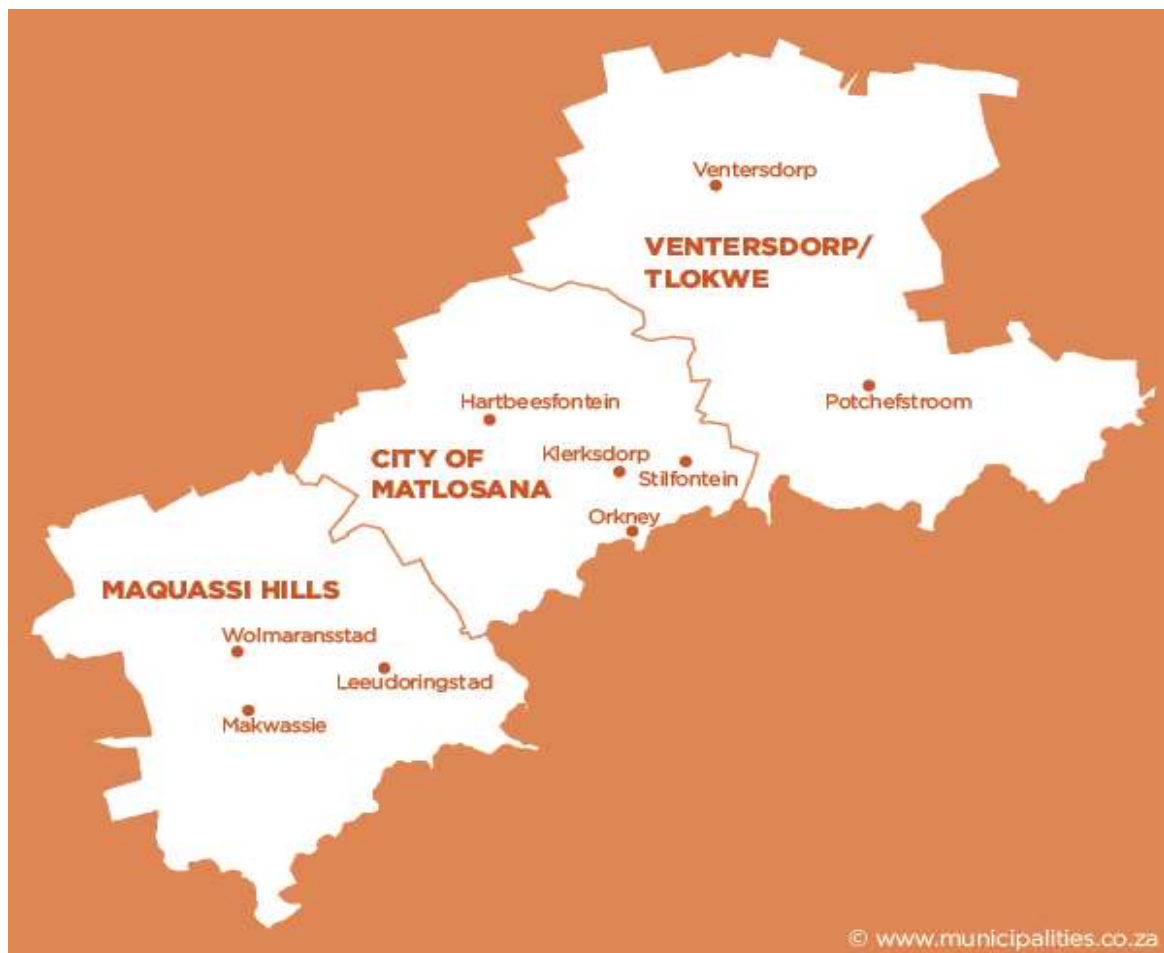 Ventersdorp
VENTERSDORP/
TLOKWE
Potchefstroom
Hartbeesfontein
CITY OF
MATLOSANA
Klerksdorp
Stilfontein
Orkney
MAQUASSI HILLS
Wolmaransstad
Leeudoringstad
Makwassie
© www.municipalities.co.za